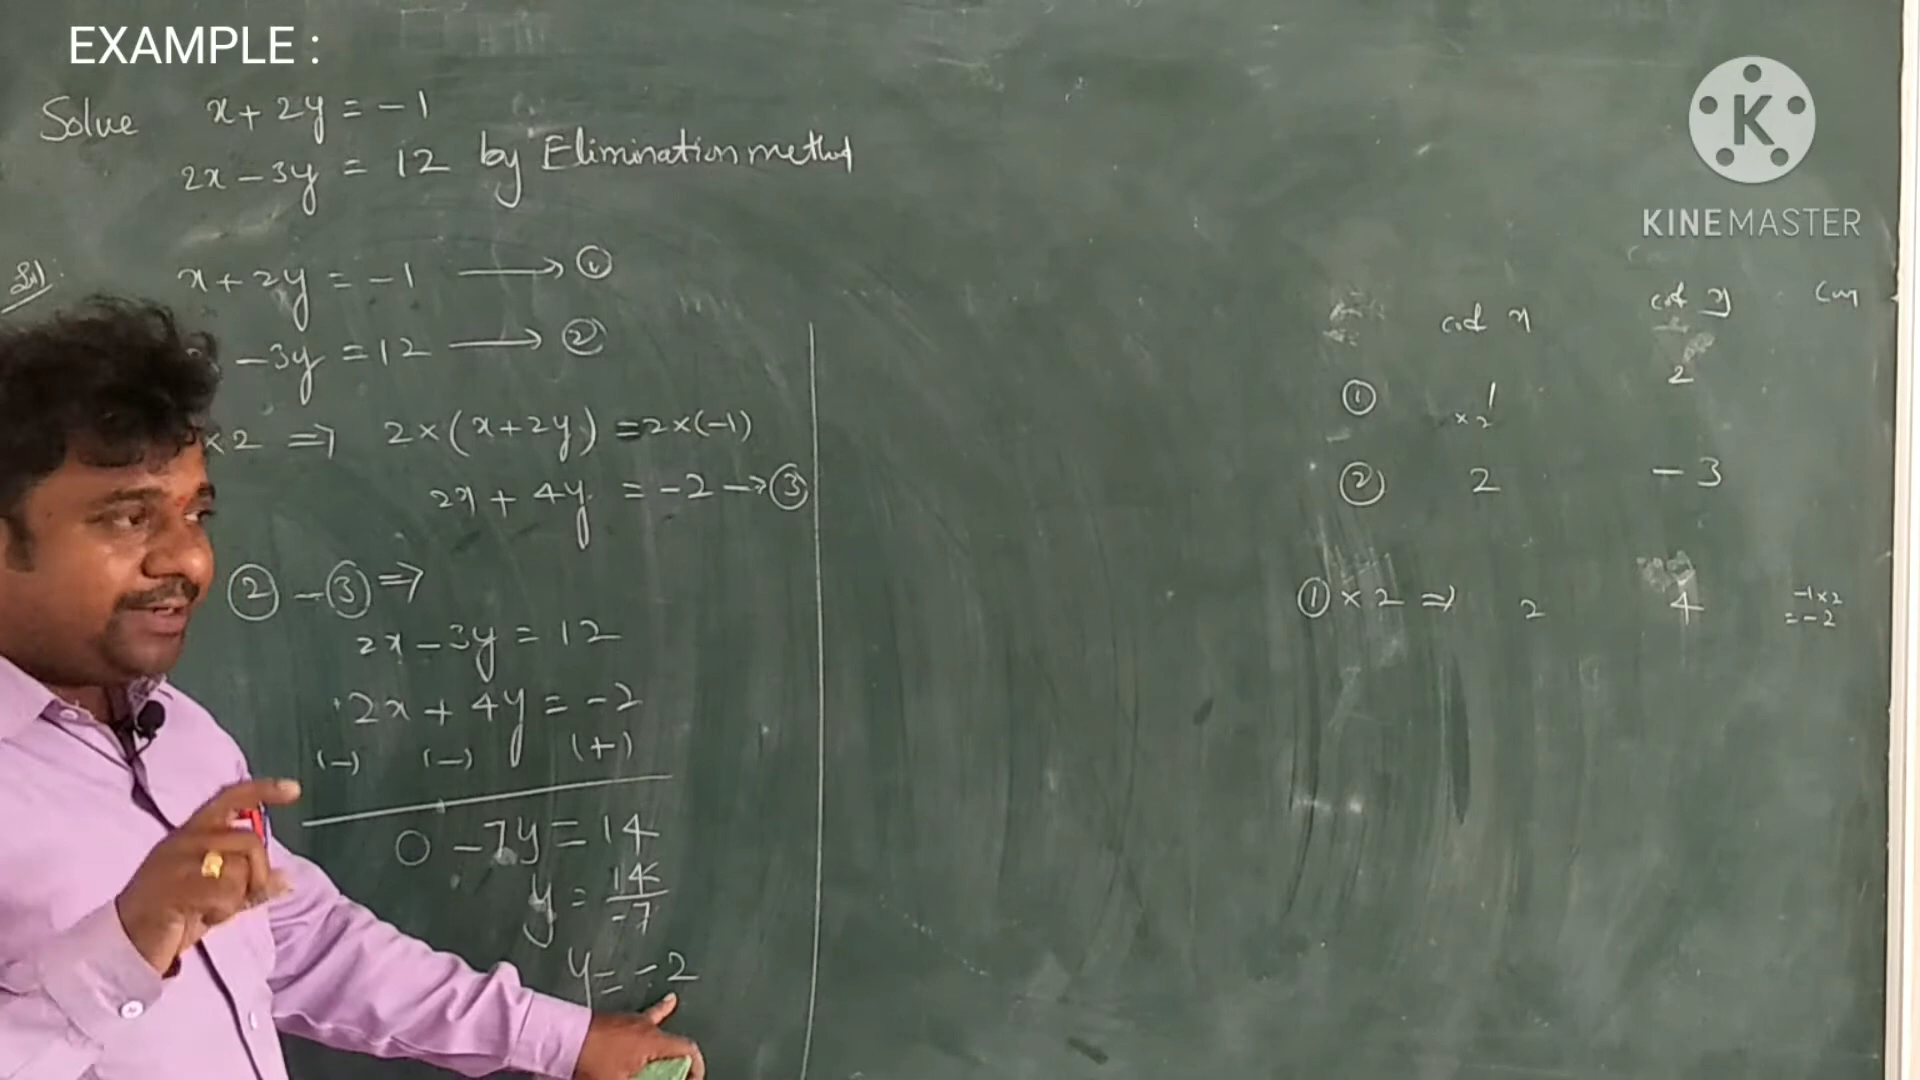 EXAMPLE :
Solve x + 2y = -1
2x - 3y = 12 by Elimination method
x + 2y = -1 ⟶ ①
- 3y = 12 ⟶ ②
× 2 ⇒ 2 × (x + 2y) = 2 × (-1)
2x + 4y = -2 → ③
② - ③ ⇒
2x - 3y = 12
2x + 4y = -2
(-) (-) (+)
0 - 7y = 14
y = 14/-7
y = -2
K
KINEMASTER
① 1 2
× 2
② 2 - 3
① × 2 ⇒ 2 4 -1 × 2
= -2